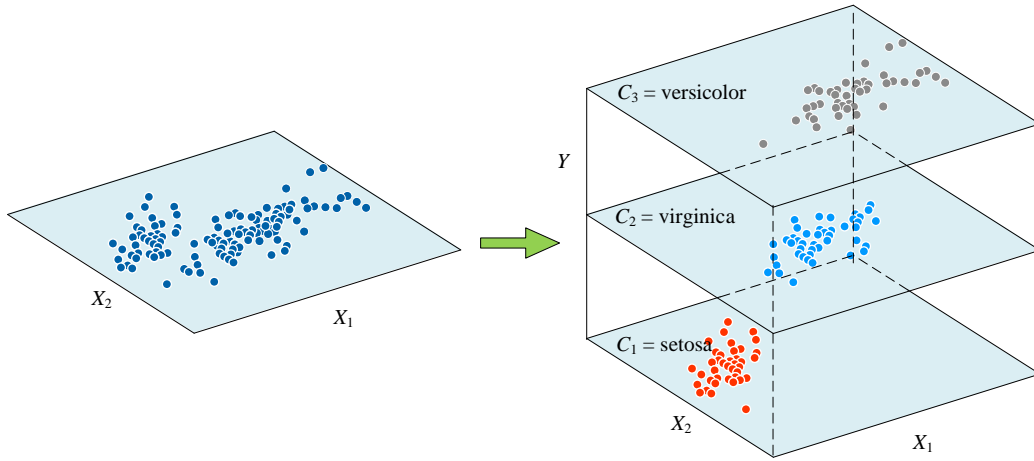 X2
X1
Y
C3 = versicolor
C2 = virginica
C1 = setosa
X2
X1